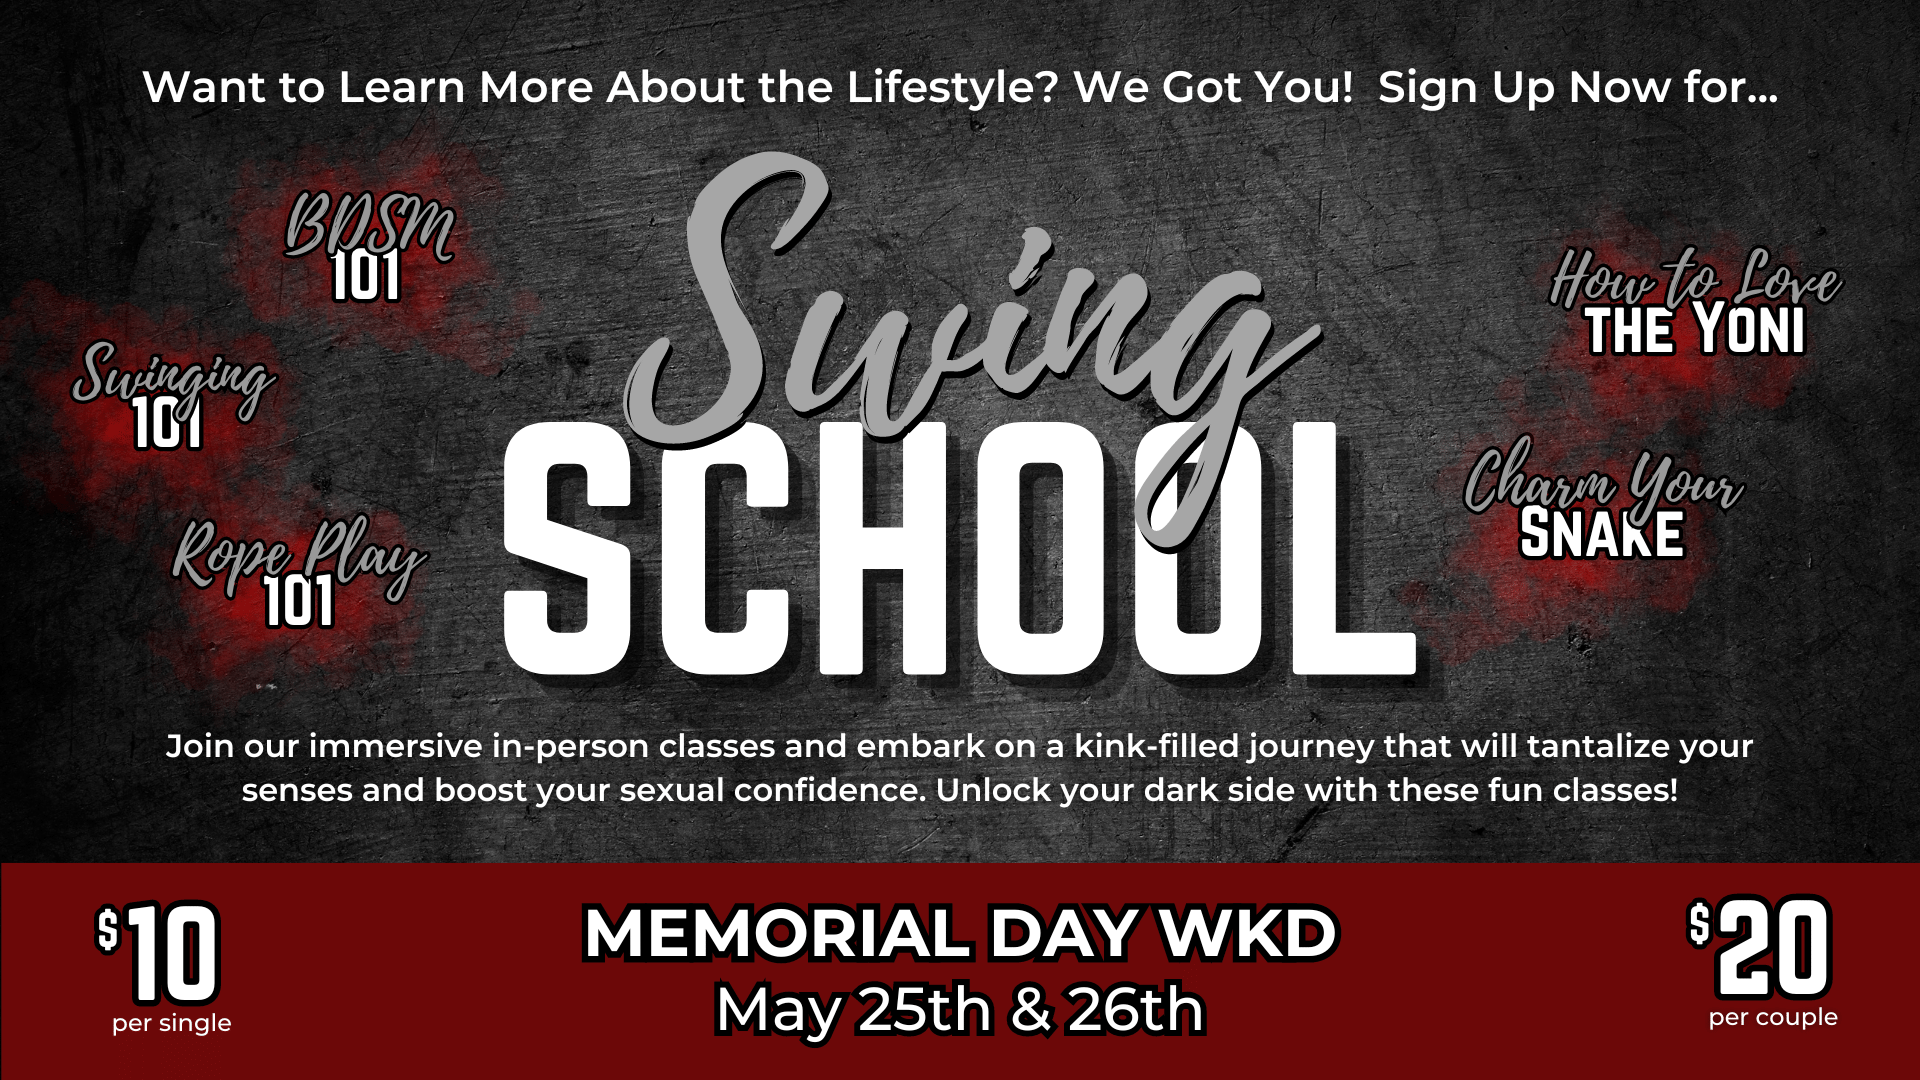 Want to Learn More About the Lifestyle? We Got You! Sign Up Now for...
BDSM
101
Swinging
101
Rope Play
101
Swing
SCHOOL
How to Love
THE YONI
Charm Your
SNAKE
Join our immersive in-person classes and embark on a kink-filled journey that will tantalize your
senses and boost your sexual confidence. Unlock your dark side with these fun classes!
$10
per single
MEMORIAL DAY WKD
May 25th & 26th
$20
per couple